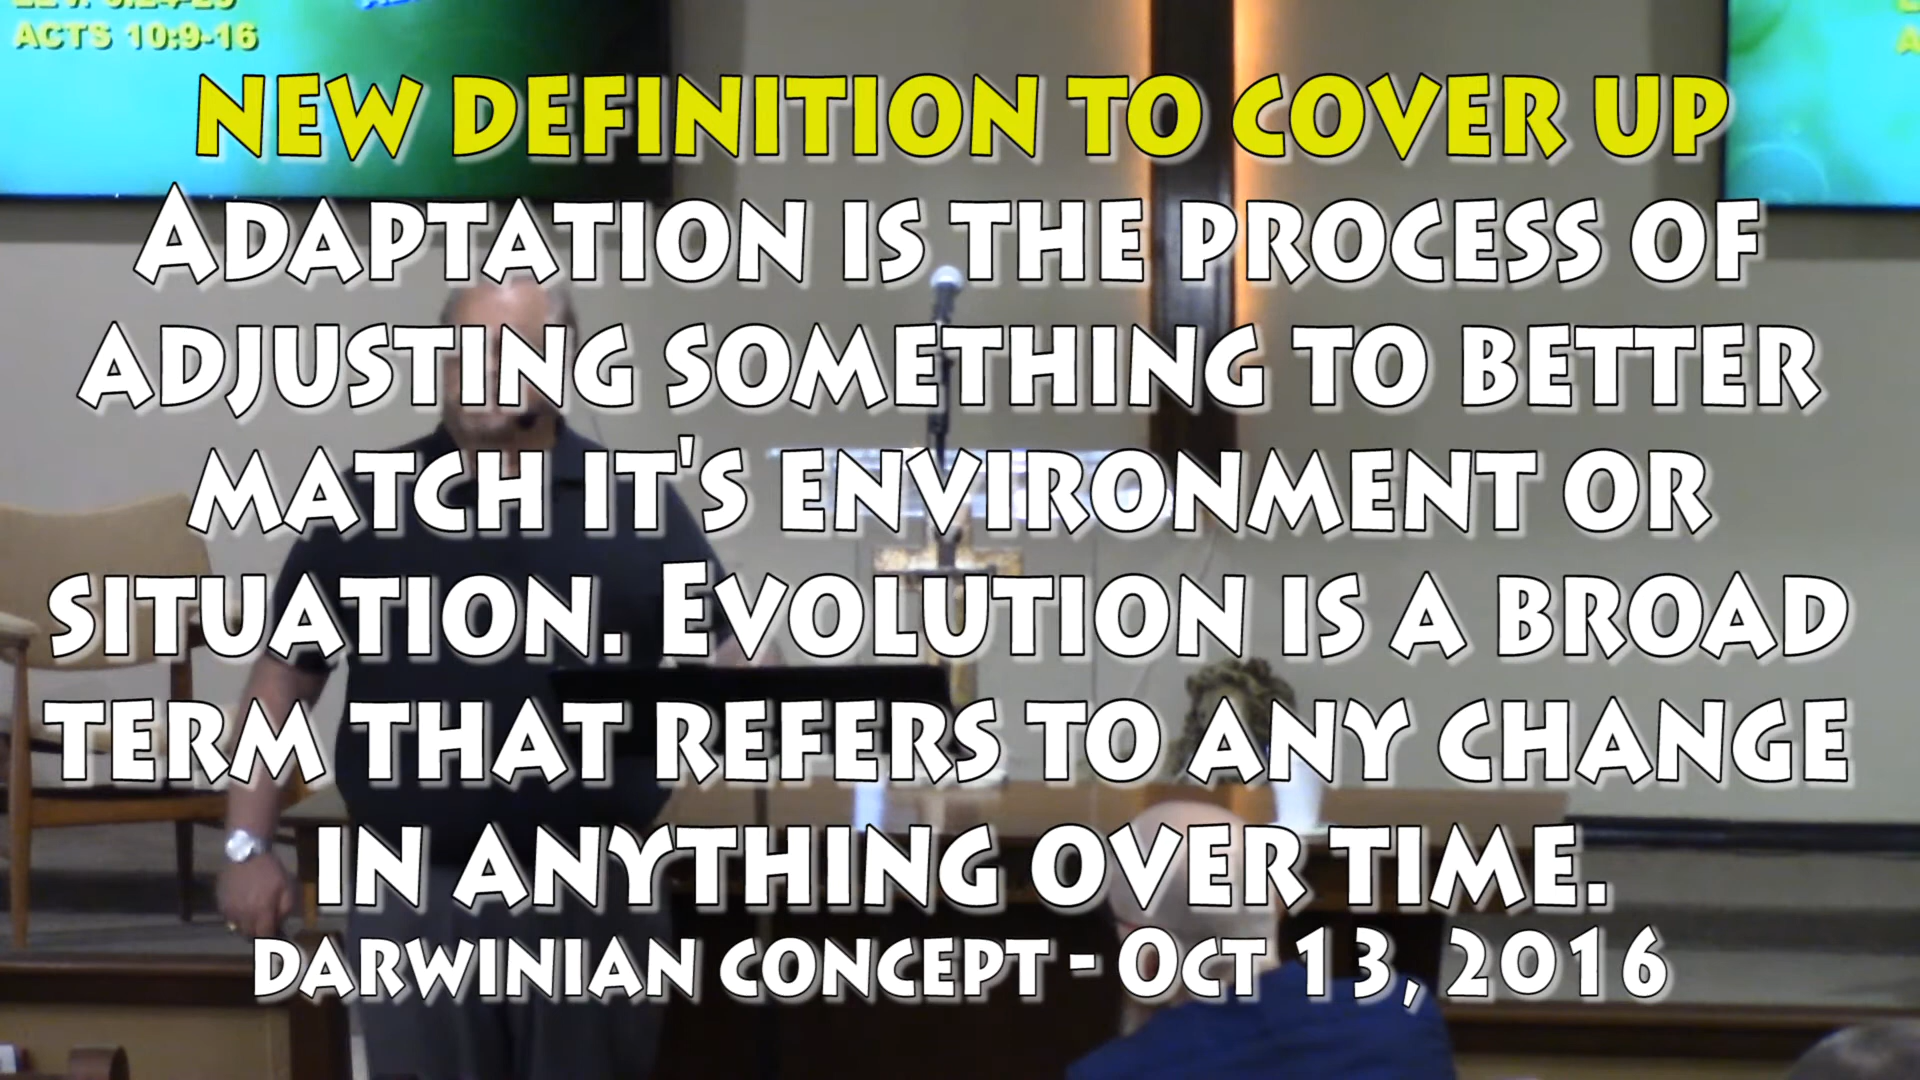 ACTS 10:9-16
NEW DEFINITION TO COVER UP
ADAPTATION IS THE PROCESS OF
ADJUSTING SOMETHING TO BETTER
MATCH IT'S ENVIRONMENT OR
SITUATION. EVOLUTION IS A BROAD
TERM THAT REFERS TO ANY CHANGE
IN ANYTHING OVER TIME.
DARWINIAN CONCEPT - OCT 13, 2016